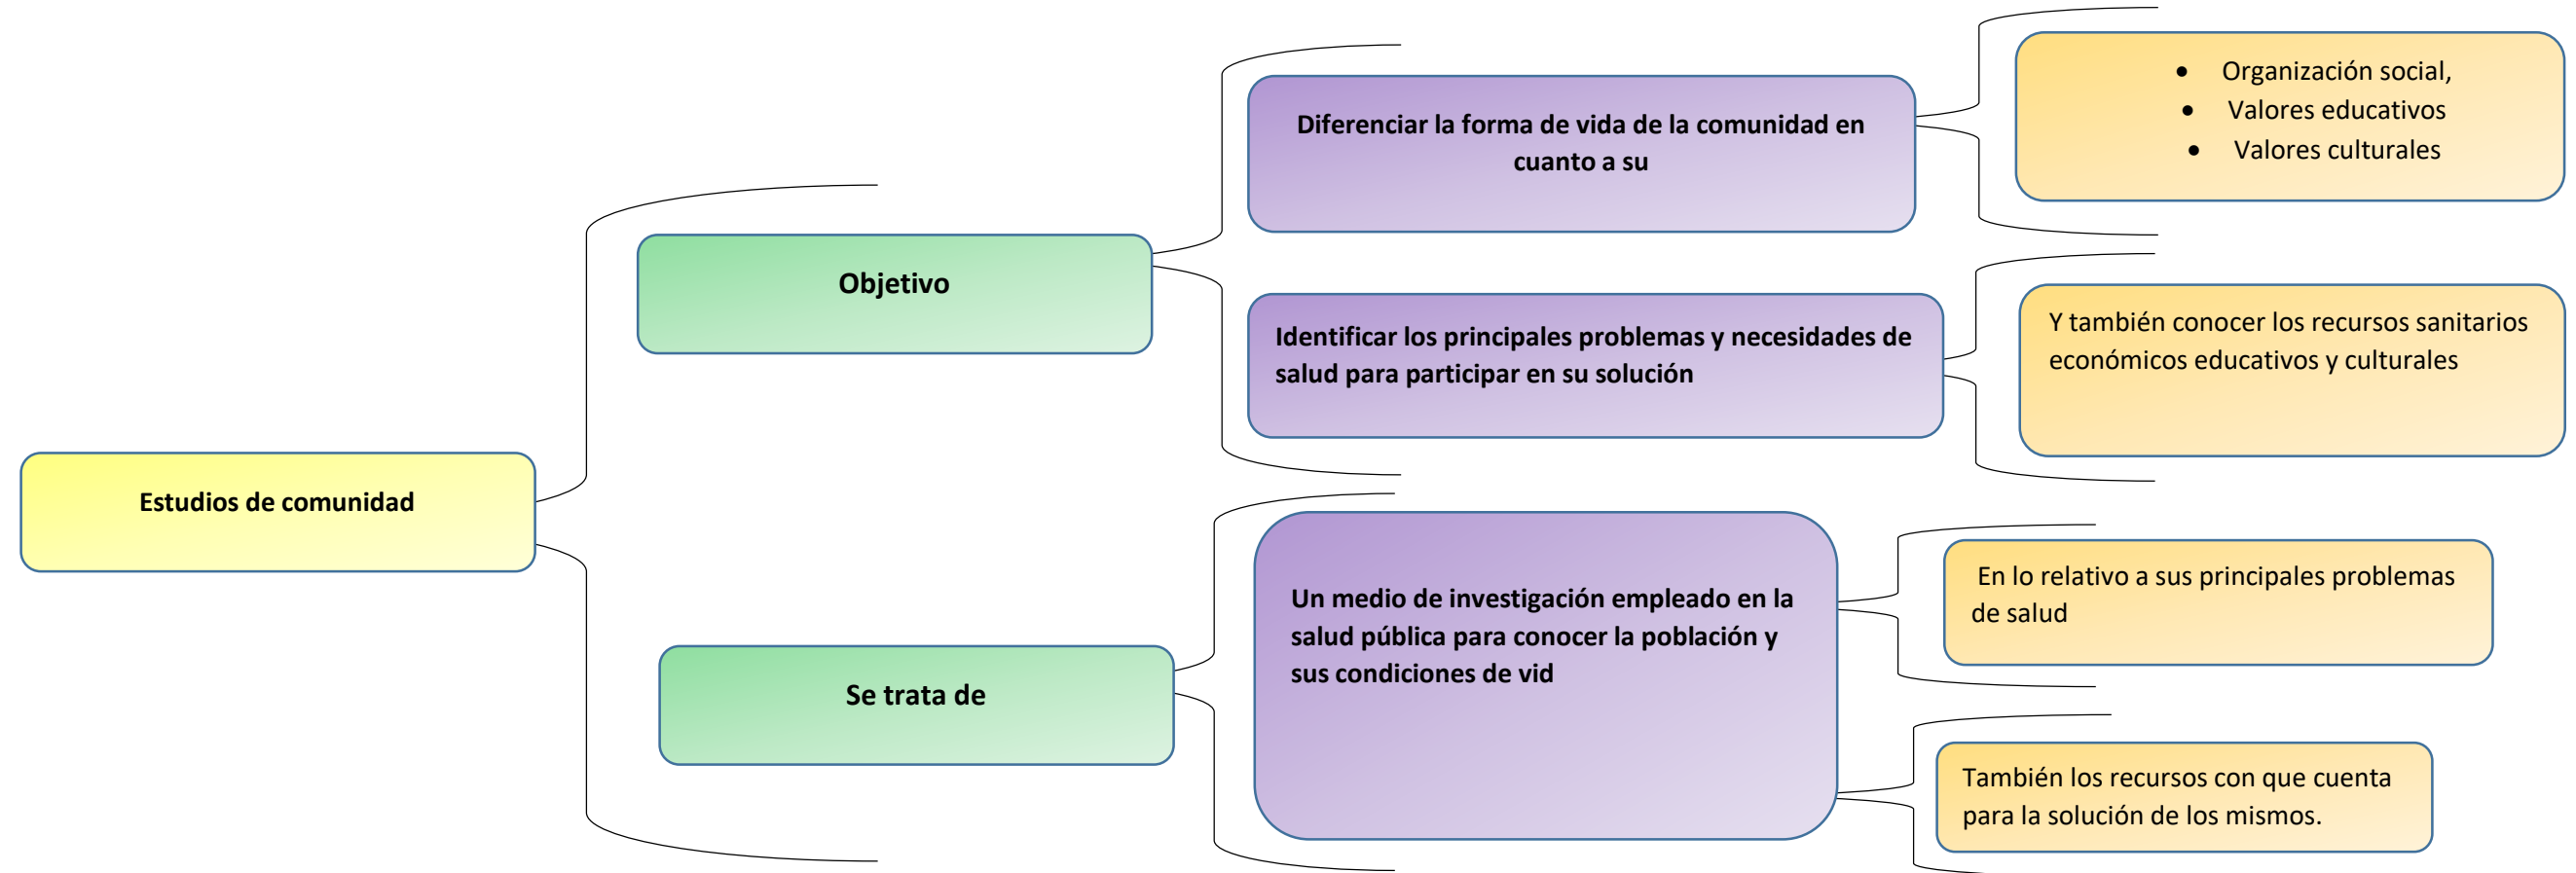 Estudios de comunidad
Objetivo
Diferenciar la forma de vida de la comunidad en
cuanto a su
• Organización social,
• Valores educativos
• Valores culturales
Identificar los principales problemas y necesidades de
salud para participar en su solución
Y también conocer los recursos sanitarios
económicos educativos y culturales
Se trata de
Un medio de investigación empleado en la
salud pública para conocer la población y
sus condiciones de vid
En lo relativo a sus principales problemas
de salud
También los recursos con que cuenta
para la solución de los mismos.